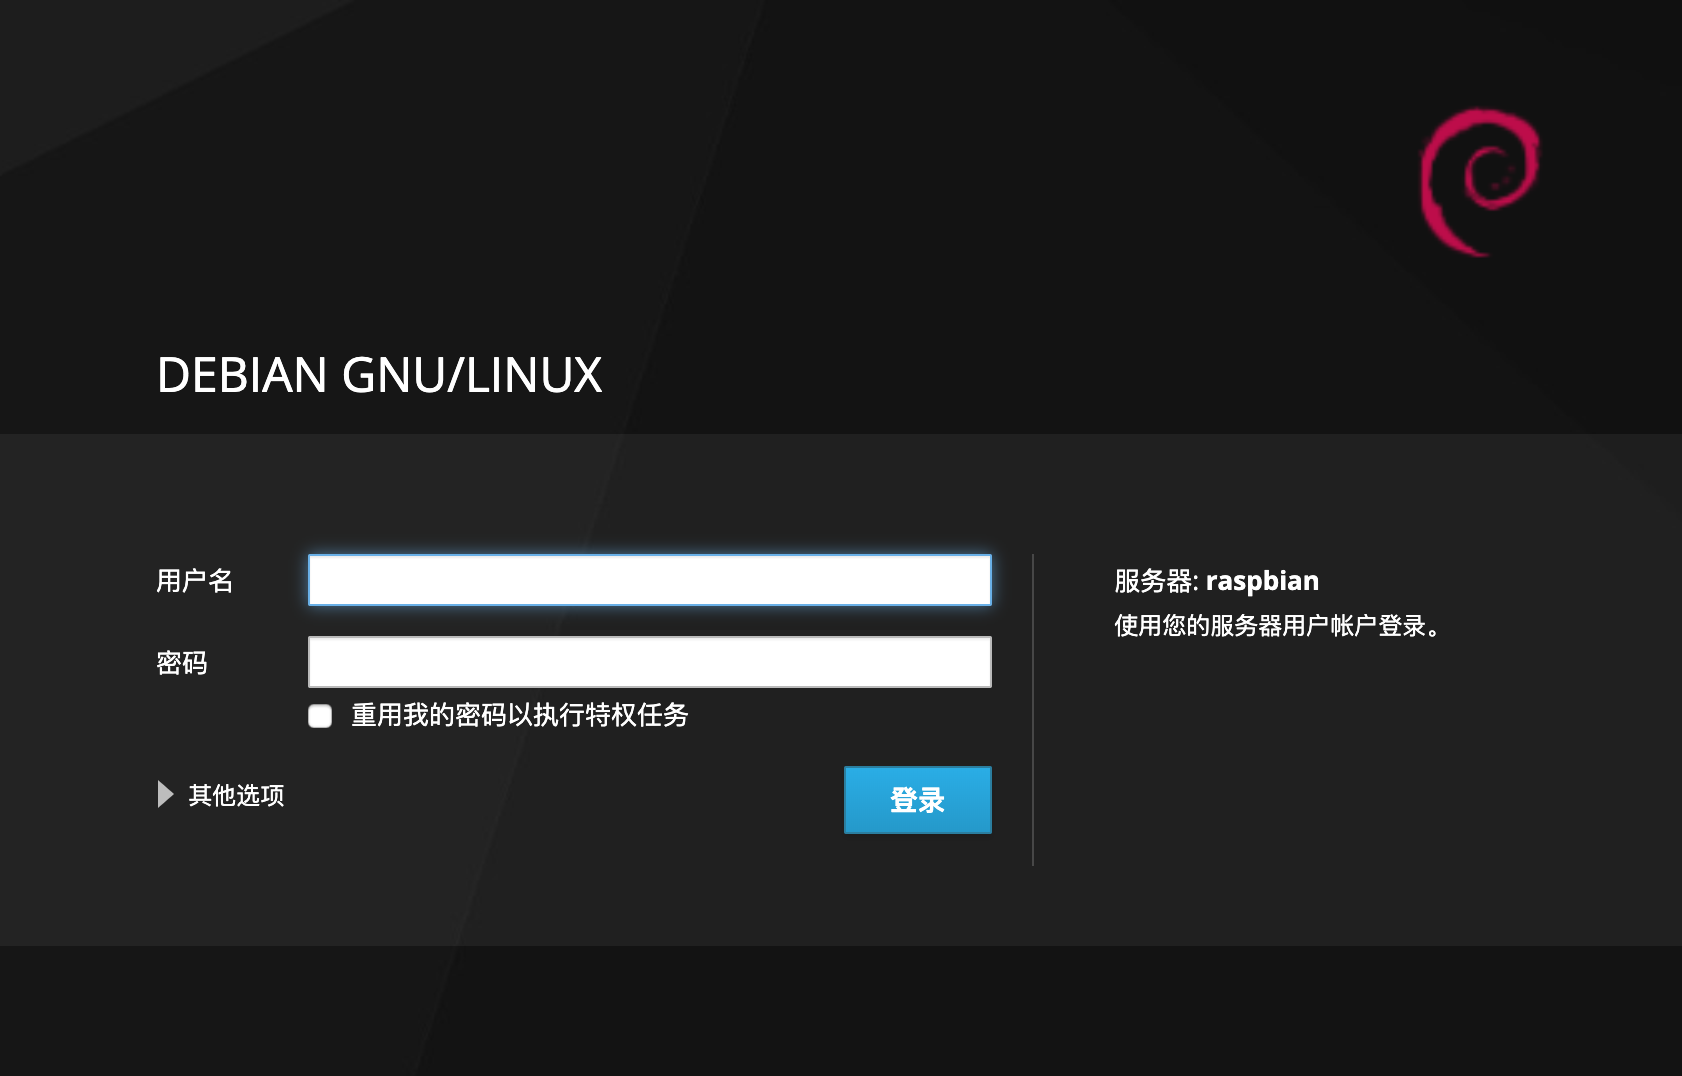 DEBIAN GNU/LINUX
用户名
密码
重用我的密码以执行特权任务
其他选项
登录
服务器: raspbian
使用您的服务器用户帐户登录。